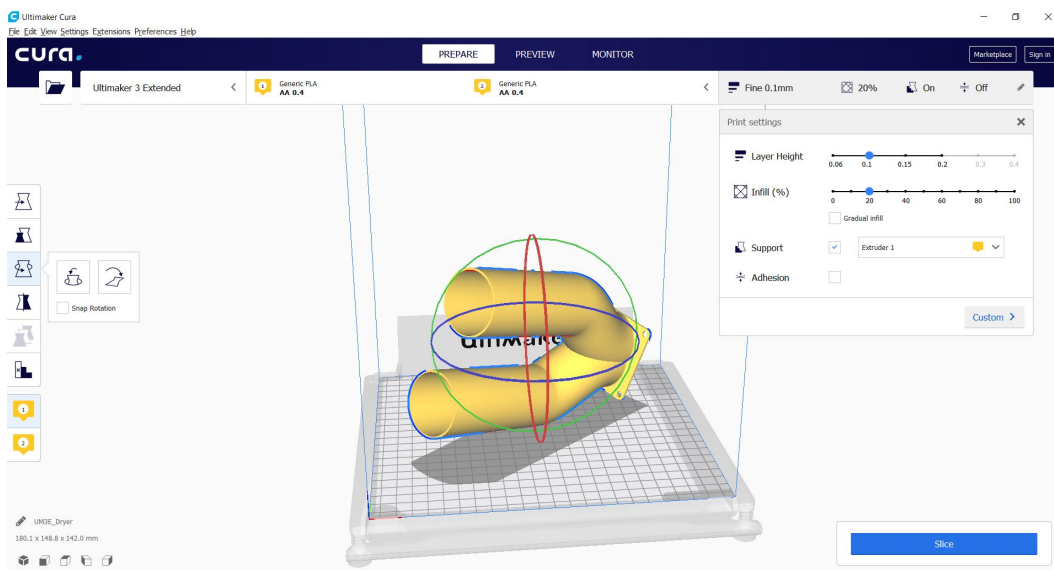 Ultimaker Cura
File Edit View Settings Extensions Preferences Help
cura.
PREPARE PREVIEW MONITOR
Marketplace Sign in
Ultimaker 3 Extended
1 Generic PLA
AA 0.4
2 Generic PLA
AA 0.4
Fine 0.1mm 20% On Off
Print settings
Layer Height
0.06 0.1 0.15 0.2 0.3 0.4
Infill (%)
0 20 40 60 80 100
Gradual infill
Support Extruder 1
Adhesion
Custom
Snap Rotation
1
2
UM3E_Dryer
180.1 x 148.8 x 142.0 mm
Slice